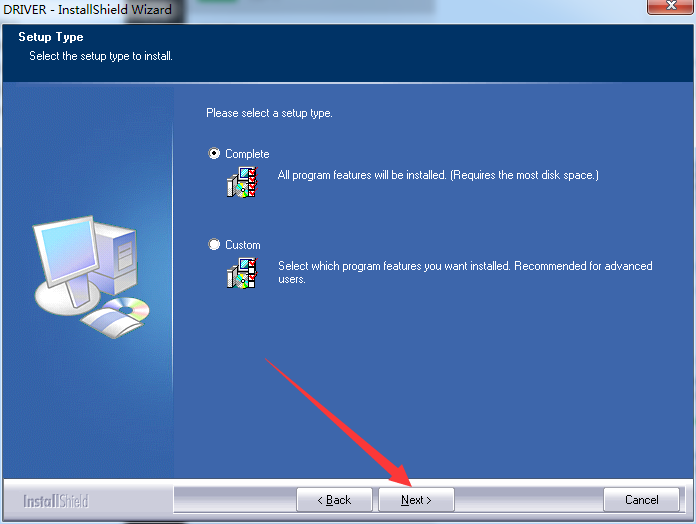 DRIVER - InstallShield Wizard
Setup Type
Select the setup type to install.
Please select a setup type.
Complete
All program features will be installed. (Requires the most disk space.)
Custom
Select which program features you want installed. Recommended for advanced
users.
InstallShield
< Back
Next >
Cancel